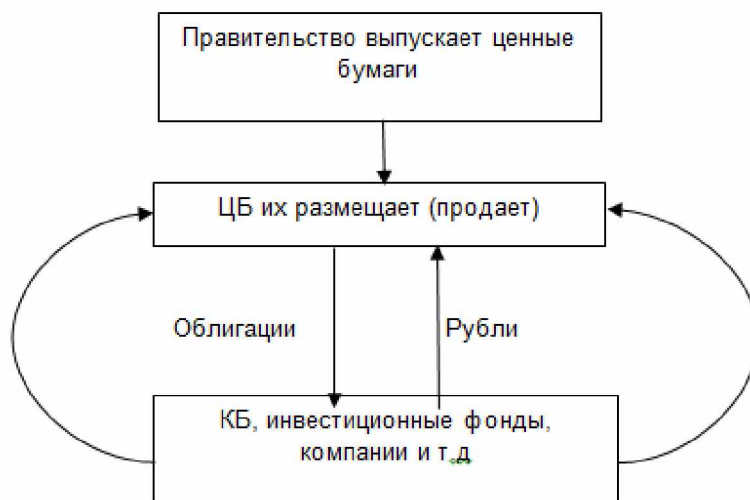 Правительство выпускает ценные
бумаги
ЦБ их размещает (продает)
Облигации
Рубли
КБ, инвестиционные фонды,
компании и т.д